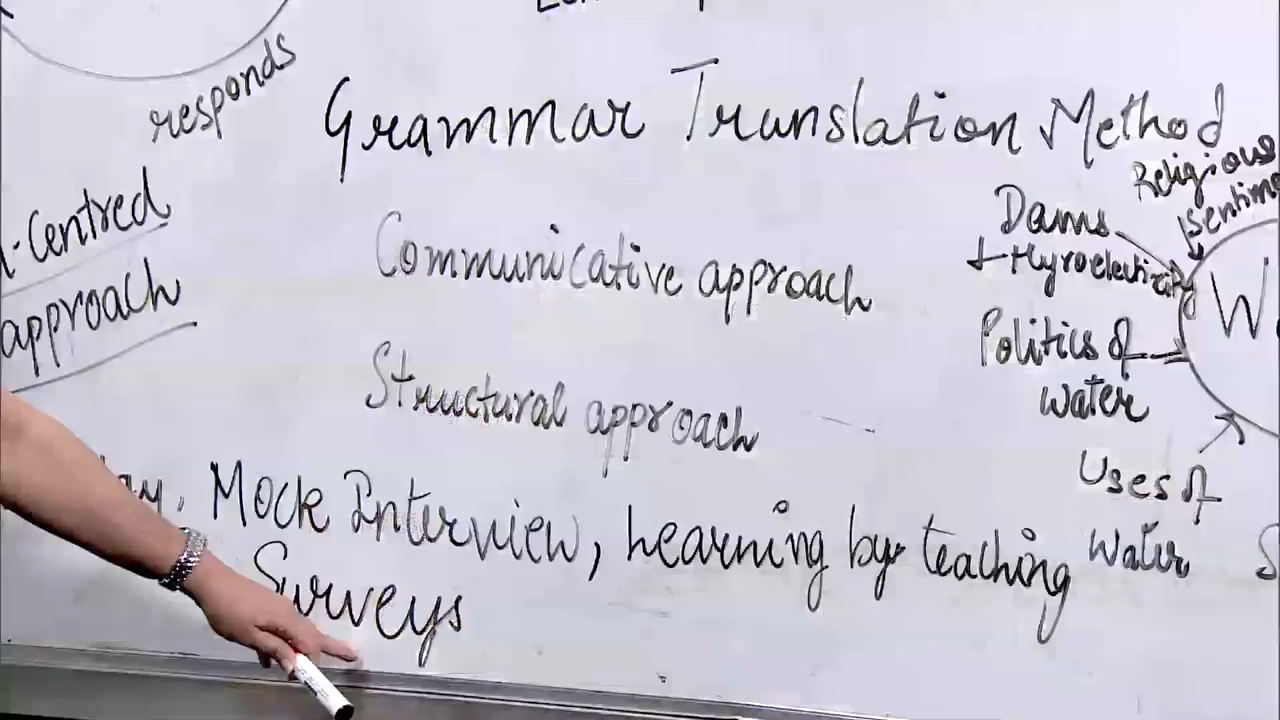 responds
Grammar Translation Method
Religious
Dams
+ Hyroelectricity
Centred
approach
Communicative approach
Politics of
water
Structural approach
Uses of
Water
Mock Interview, Learning by teaching
Surveys